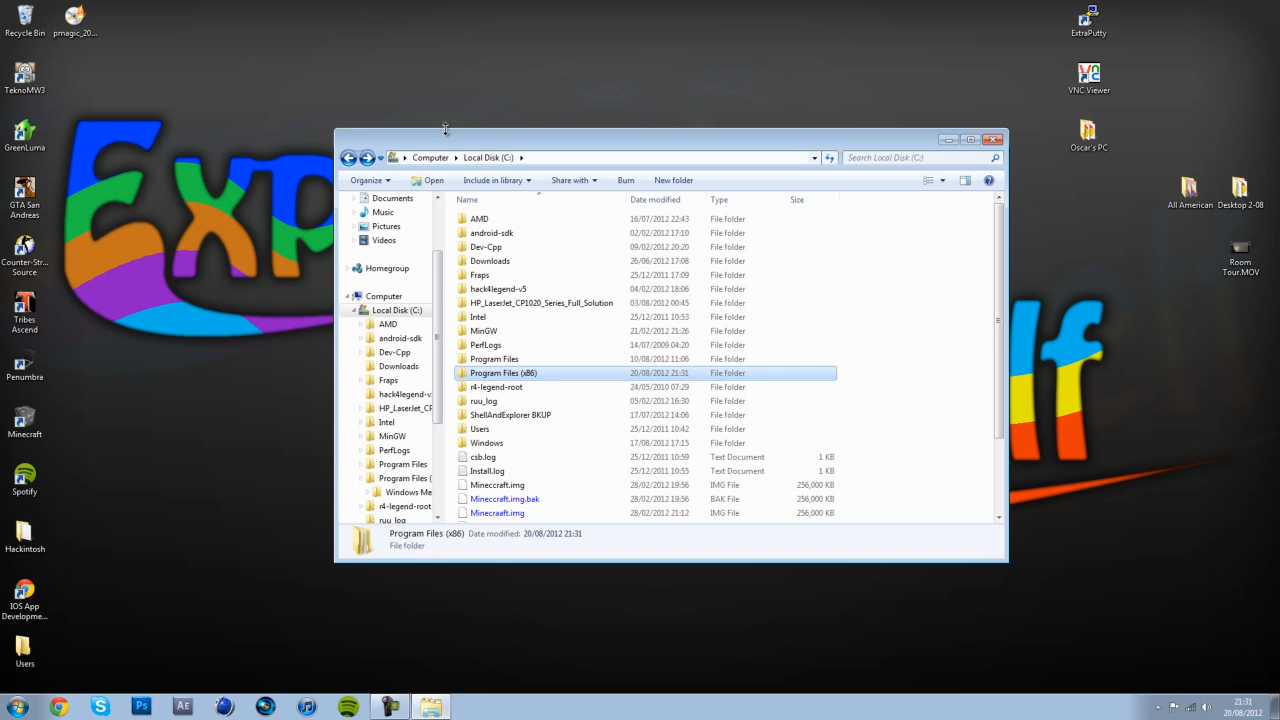 Recycle Bin
pmagic_20...
TeknoMW3
GreenLuma
GTA San
Andreas
Counter-Str...
Source
Tribes
Ascend
Penumbra
Minecraft
Spotify
Hackintosh
IOS App
Developme...
Users
ExtraPutty
VNC Viewer
Oscar's PC
All American
Desktop 2-08
Room
Tour.MOV
Exp
lf
Computer
Local Disk (C:)
Search Local Disk (C:)
Organize
Open
Include in library
Share with
Burn
New folder
Documents
Music
Pictures
Videos
Homegroup
Computer
Local Disk (C:)
AMD
android-sdk
Dev-Cpp
Downloads
Fraps
hack4legend-v
HP_LaserJet_CP
Intel
MinGW
PerfLogs
Program Files
Program Files (
Windows Me
r4-legend-root
ruu_log
Name Date modified Type Size
AMD 16/07/2012 22:43 File folder
android-sdk 02/02/2012 17:10 File folder
Dev-Cpp 09/02/2012 20:20 File folder
Downloads 26/06/2012 17:08 File folder
Fraps 25/12/2011 17:09 File folder
hack4legend-v5 04/02/2012 18:06 File folder
HP_LaserJet_CP1020_Series_Full_Solution 03/08/2012 00:45 File folder
Intel 25/12/2011 10:53 File folder
MinGW 21/02/2012 21:26 File folder
PerfLogs 14/07/2009 04:20 File folder
Program Files 10/08/2012 11:06 File folder
Program Files (x86) 20/08/2012 21:31 File folder
r4-legend-root 24/05/2010 07:29 File folder
ruu_log 05/02/2012 16:30 File folder
ShellAndExplorer BKUP 17/07/2012 14:06 File folder
Users 25/12/2011 10:42 File folder
Windows 17/08/2012 17:15 File folder
csb.log 25/12/2011 10:59 Text Document 1 KB
Install.log 25/12/2011 10:55 Text Document 1 KB
Mineccraft.img 28/02/2012 19:56 IMG File 256,000 KB
Mineccraft.img.bak 28/02/2012 19:56 BAK File 256,000 KB
Minecraaft.img 28/02/2012 21:12 IMG File 256,000 KB
Program Files (x86) Date modified: 20/08/2012 21:31
File folder
21:31
20/08/2012